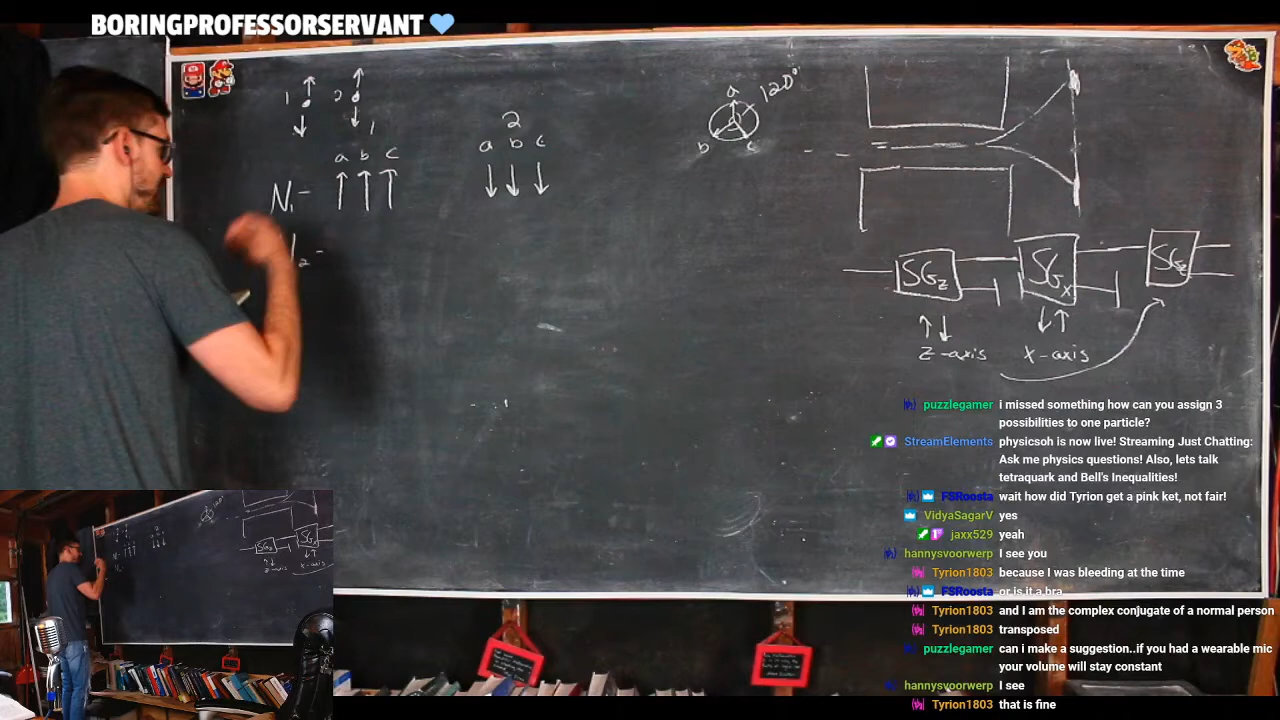 BORINGPROFESSORSERVANT
1 2
1 2
a b c a b c
N₁ -
₂ -
a 120°
b c
SGz SGx SGz
z-axis x-axis
puzzlegamer i missed something how can you assign 3
possibilities to one particle?
StreamElements physicsoh is now live! Streaming Just Chatting:
Ask me physics questions! Also, lets talk
tetraquark and Bell's Inequalities!
FSRoosta wait how did Tyrion get a pink ket, not fair!
VidyaSagarV yes
jaxx529 yeah
hannysvoorwerp I see you
Tyrion1803 because I was bleeding at the time
FSRoosta or is it a bra
Tyrion1803 and I am the complex conjugate of a normal person
Tyrion1803 transposed
puzzlegamer can i make a suggestion..if you had a wearable mic
your volume will stay constant
hannysvoorwerp I see
Tyrion1803 that is fine